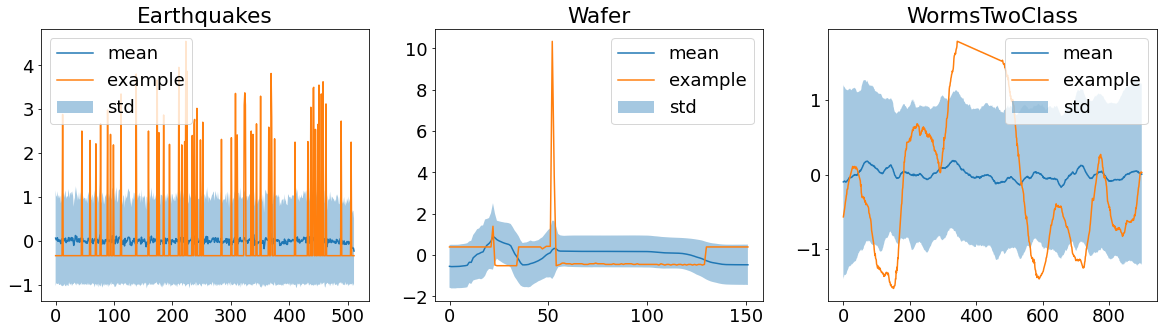 Earthquakes
mean
example
std
4
3
2
1
0
−1
0 100 200 300 400 500
Wafer
mean
example
std
10
8
6
4
2
0
−2
0 50 100 150
WormsTwoClass
mean
example
std
1
0
−1
0 200 400 600 800